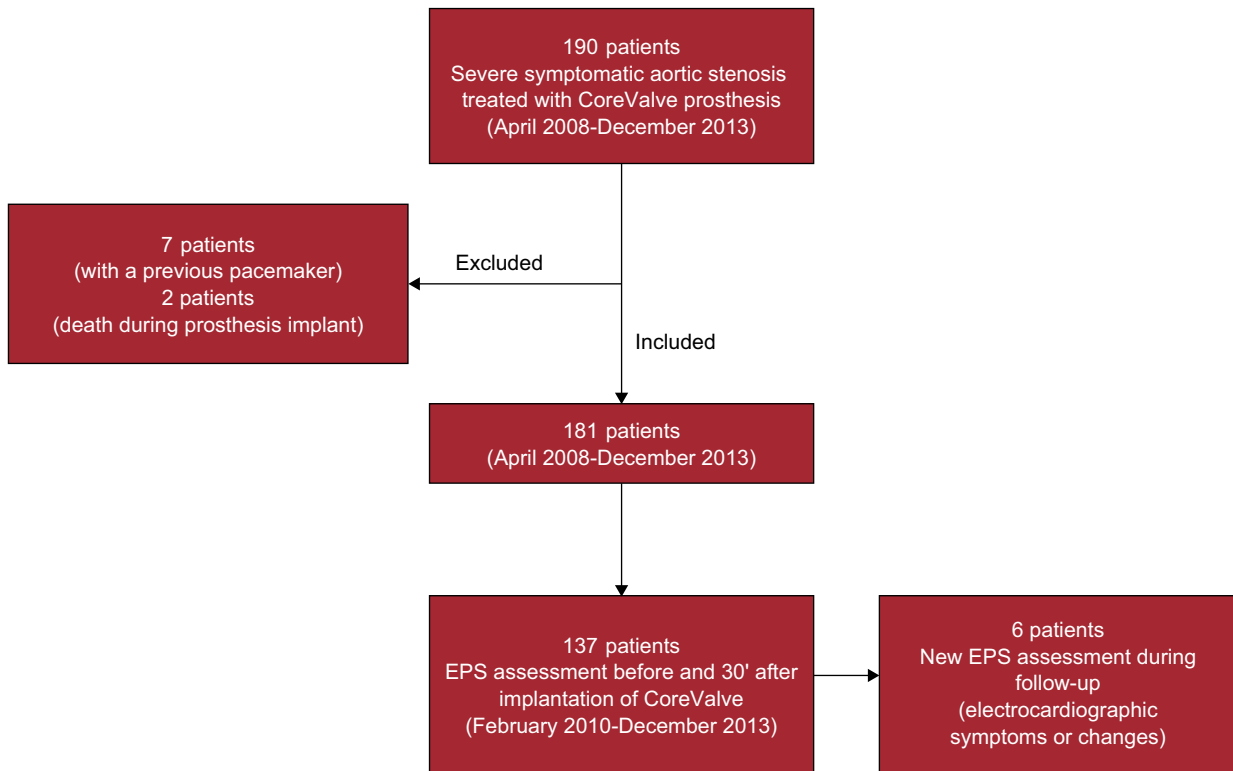 190 patients
Severe symptomatic aortic stenosis
treated with CoreValve prosthesis
(April 2008-December 2013)
7 patients
(with a previous pacemaker)
2 patients
(death during prosthesis implant)
Excluded
Included
181 patients
(April 2008-December 2013)
137 patients
EPS assessment before and 30' after
implantation of CoreValve
(February 2010-December 2013)
6 patients
New EPS assessment during
follow-up
(electrocardiographic
symptoms or changes)